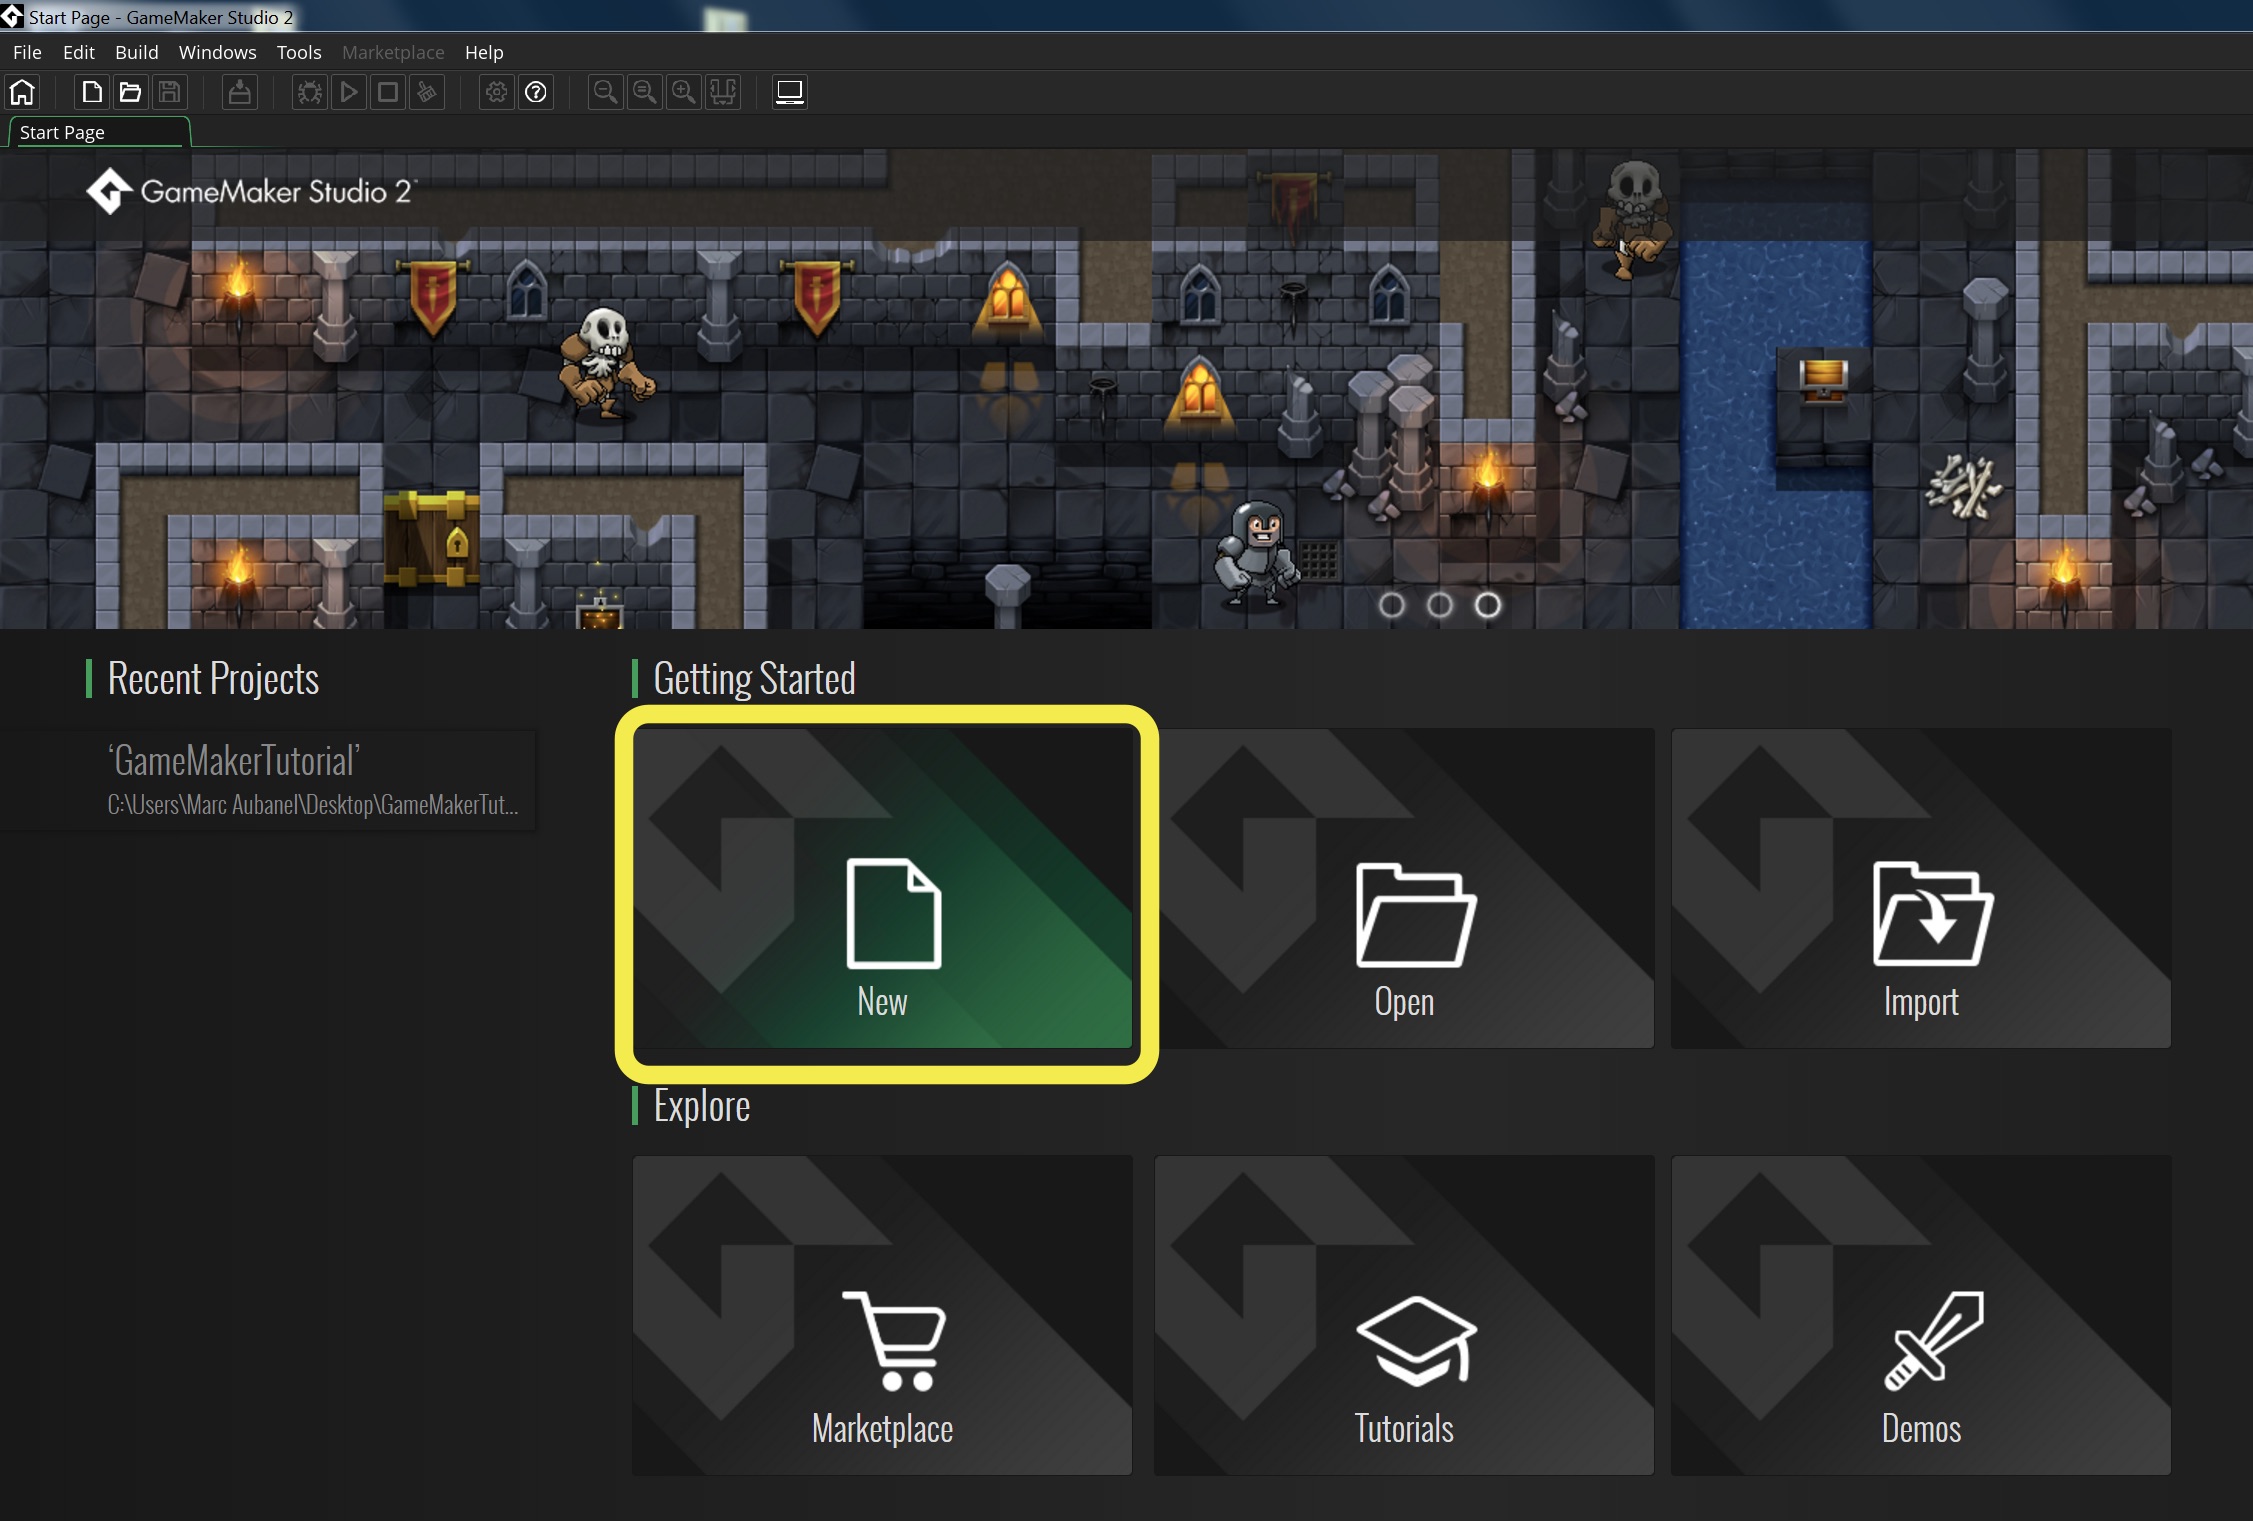 Start Page - GameMaker Studio 2
File Edit Build Windows Tools Marketplace Help
Start Page
GameMaker Studio 2™
Recent Projects
‘GameMakerTutorial’
C:\Users\Marc Aubanel\Desktop\GameMakerTut...
Getting Started
New
Open
Import
Explore
Marketplace
Tutorials
Demos